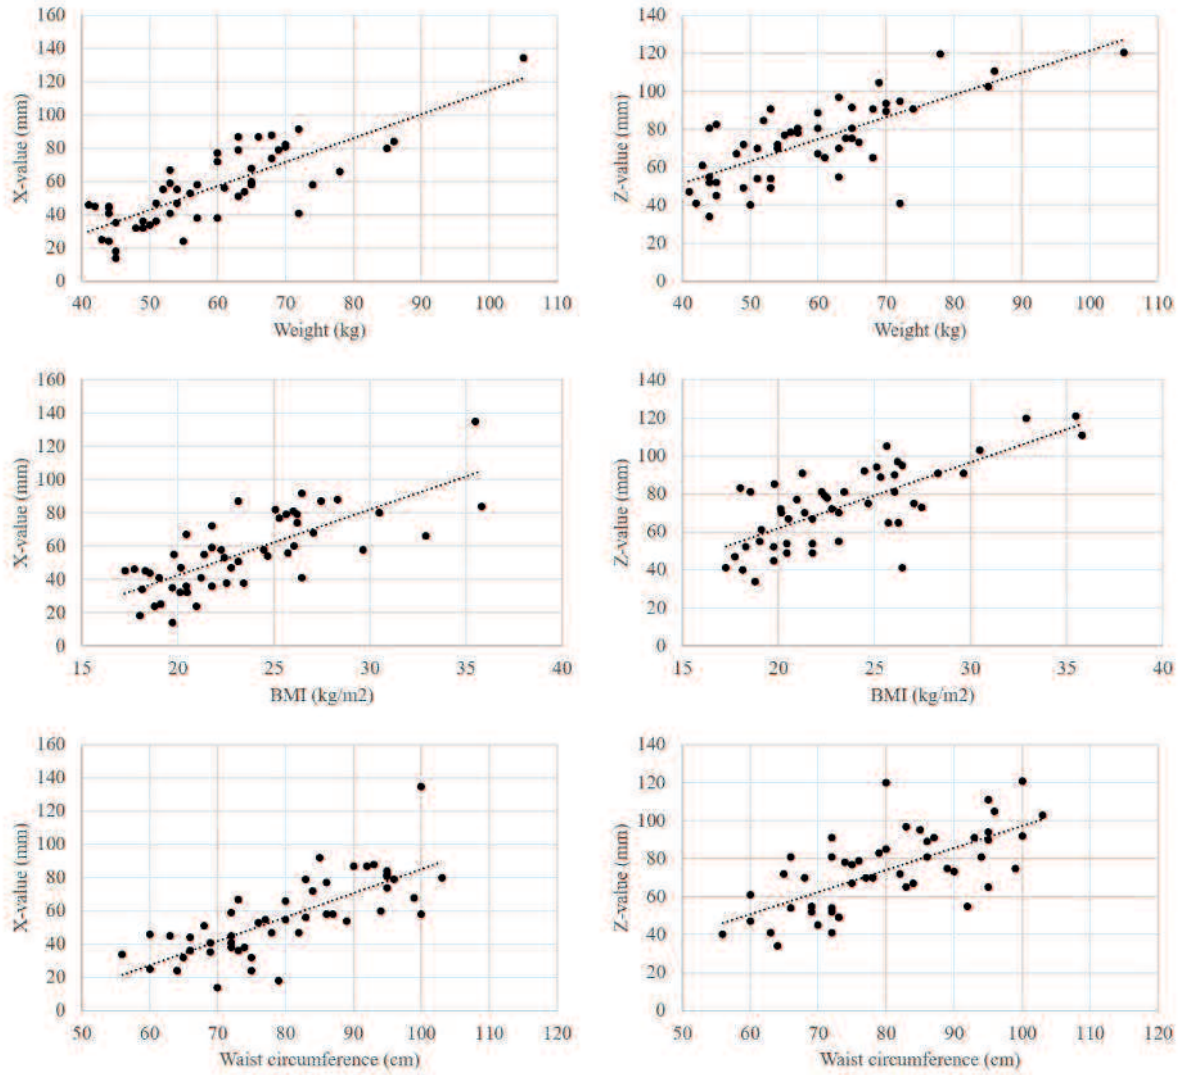 160
140
120
100
80
60
40
20
0
X-value (mm)
40 50 60 70 80 90 100 110
Weight (kg)
140
120
100
80
60
40
20
0
Z-value (mm)
40 50 60 70 80 90 100 110
Weight (kg)
160
140
120
100
80
60
40
20
0
X-value (mm)
15 20 25 30 35 40
BMI (kg/m2)
140
120
100
80
60
40
20
0
Z-value (mm)
15 20 25 30 35 40
BMI (kg/m2)
160
140
120
100
80
60
40
20
0
X-value (mm)
50 60 70 80 90 100 110 120
Waist circumference (cm)
140
120
100
80
60
40
20
0
Z-value (mm)
50 60 70 80 90 100 110 120
Waist circumference (cm)